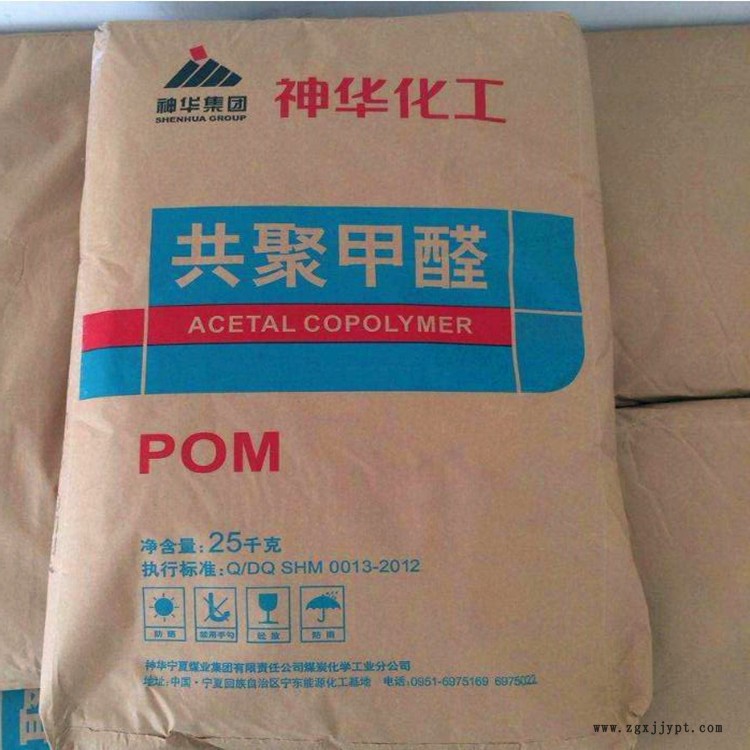 神华集团
SHENHUA GROUP
神华化工
共聚甲醛
ACETAL COPOLYMER
POM
净含量:25千克
执行标准:Q/DQ SHM 0013-2012
防晒 禁用手勾 轻放 防雨
神华宁夏煤业集团有限责任公司煤炭化学工业分公司
地址:中国·宁夏回族自治区宁东能源化工基地 电话:0951-6975169 6975022
www.zgxjjypt.com